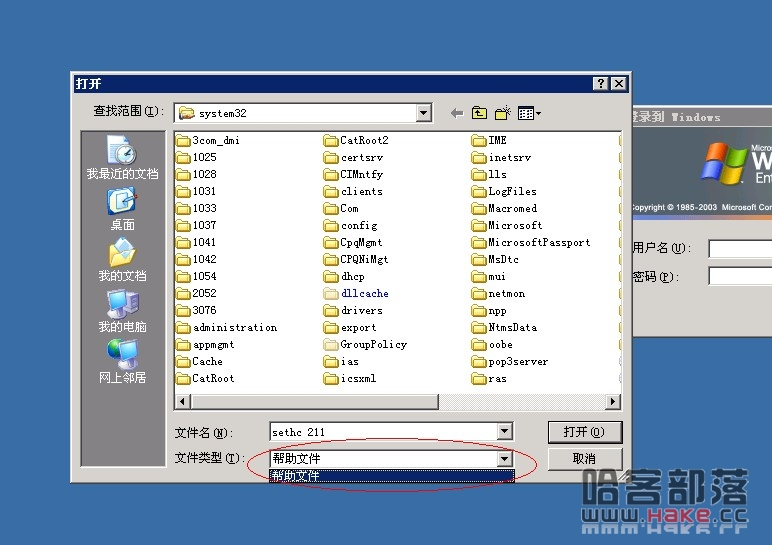 打开
查找范围(I):
system32
登录到 Windows
3com_dmi
1025
1028
1031
1033
1037
1041
1042
1054
2052
3076
administration
appmgmt
Cache
CatRoot
CatRoot2
certsrv
CIMntfy
clients
Com
config
CpqMgmt
CPQNiMgt
dhcp
dllcache
drivers
export
GroupPolicy
ias
icsxml
IME
inetsrv
lls
LogFiles
Macromed
Microsoft
MicrosoftPassport
MsDtc
mui
netmon
npp
NtmsData
oobe
pop3server
ras
我最近的文档
桌面
我的文档
我的电脑
网上邻居
Copyright © 1985-2003 Microsoft Cor
用户名(U):
密码(P):
文件名(N):
sethc 211
打开(O)
文件类型(T):
帮助文件
取消
帮助文件
哈客部落
www.Hake.cc